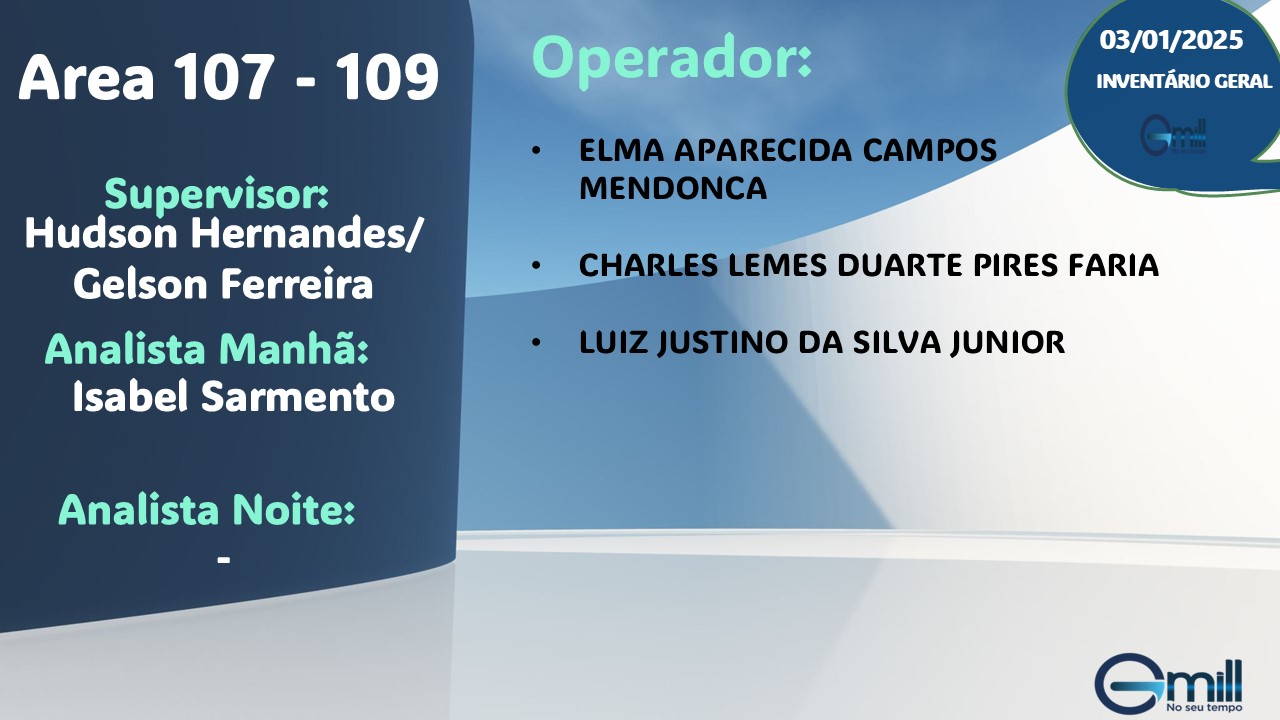 Area 107 - 109
Supervisor:
Hudson Hernandes/
Gelson Ferreira
Analista Manhã:
Isabel Sarmento
Analista Noite:
-
Operador:
• ELMA APARECIDA CAMPOS
MENDONCA
• CHARLES LEMES DUARTE PIRES FARIA
• LUIZ JUSTINO DA SILVA JUNIOR
03/01/2025
INVENTÁRIO GERAL
Gmill
Gmill
No seu tempo